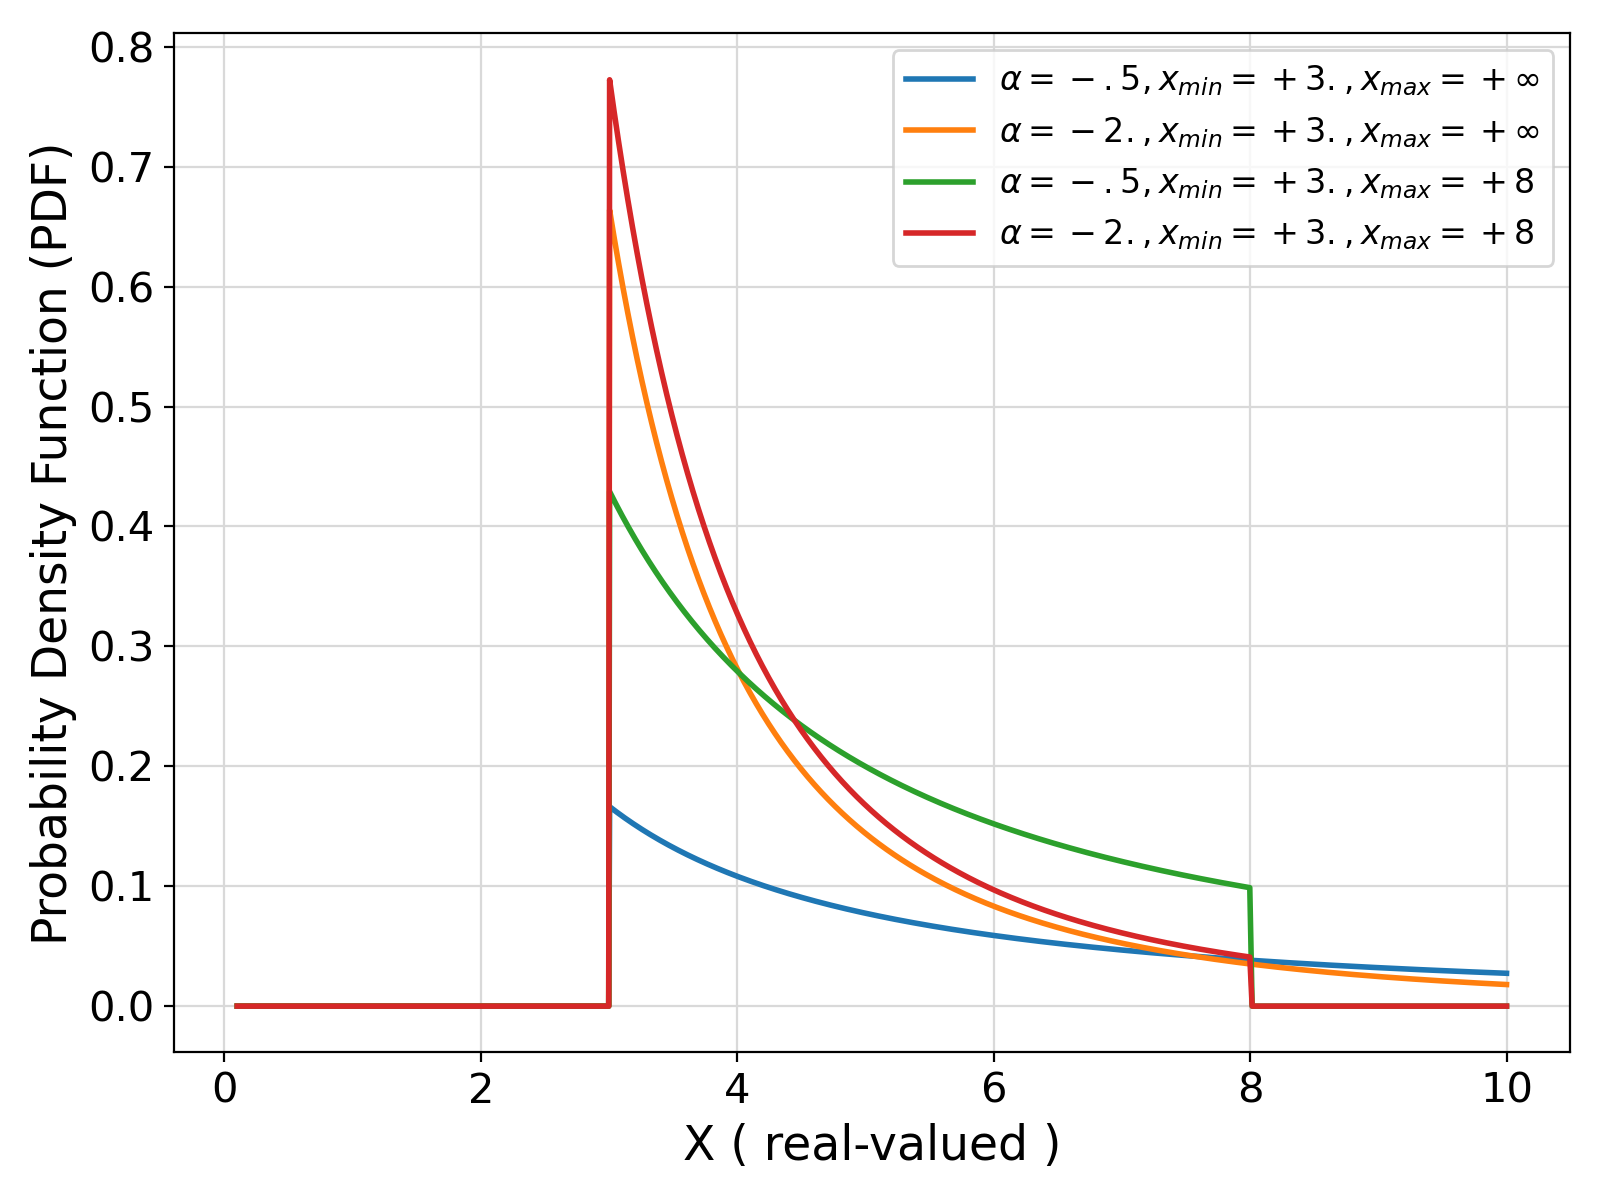 0.8
0.7
0.6
0.5
0.4
0.3
0.2
0.1
0.0
Probability Density Function (PDF)
α = −.5, x_min = +3., x_max = +∞
α = −2., x_min = +3., x_max = +∞
α = −.5, x_min = +3., x_max = +8
α = −2., x_min = +3., x_max = +8
0 2 4 6 8 10
X ( real-valued )